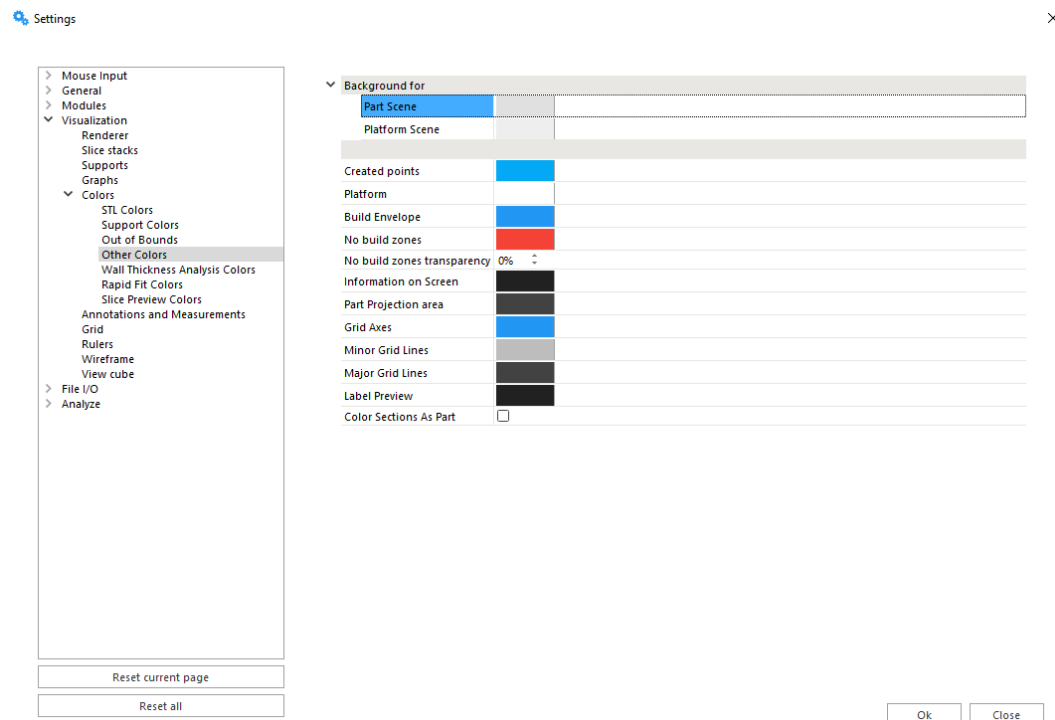 Settings
Mouse Input
General
Modules
Visualization
Renderer
Slice stacks
Supports
Graphs
Colors
STL Colors
Support Colors
Out of Bounds
Other Colors
Wall Thickness Analysis Colors
Rapid Fit Colors
Slice Preview Colors
Annotations and Measurements
Grid
Rulers
Wireframe
View cube
File I/O
Analyze
Reset current page
Reset all
Background for
Part Scene
Platform Scene
Created points
Platform
Build Envelope
No build zones
No build zones transparency 0%
Information on Screen
Part Projection area
Grid Axes
Minor Grid Lines
Major Grid Lines
Label Preview
Color Sections As Part
Ok
Close